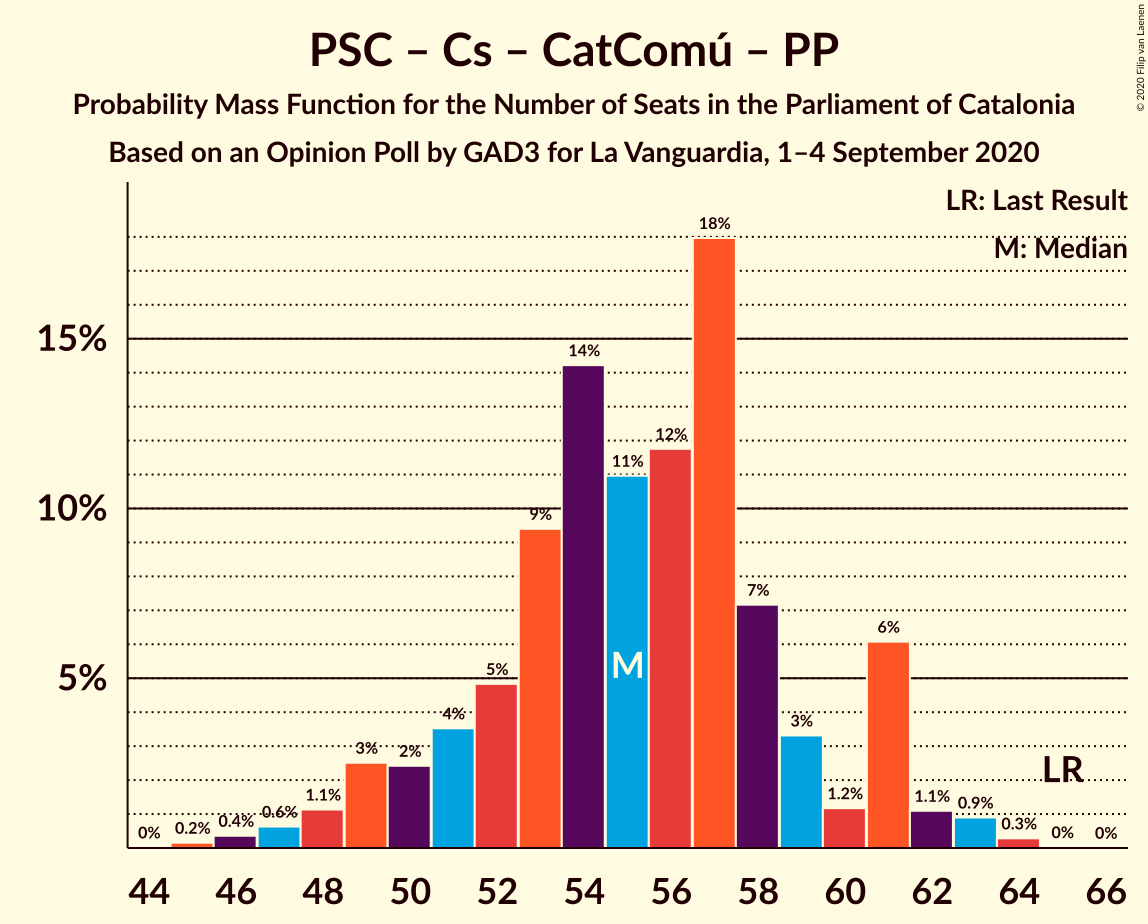 PSC – Cs – CatComú – PP
Probability Mass Function for the Number of Seats in the Parliament of Catalonia
Based on an Opinion Poll by GAD3 for La Vanguardia, 1–4 September 2020
© 2020 Filip van Laenen
LR: Last Result
M: Median
15%
10%
5%
0%
0.2%
0.4%
0.6%
1.1%
3%
2%
4%
5%
9%
14%
11%
12%
18%
7%
3%
1.2%
6%
1.1%
0.9%
0.3%
0%
0%
M
LR
44 46 48 50 52 54 56 58 60 62 64 66